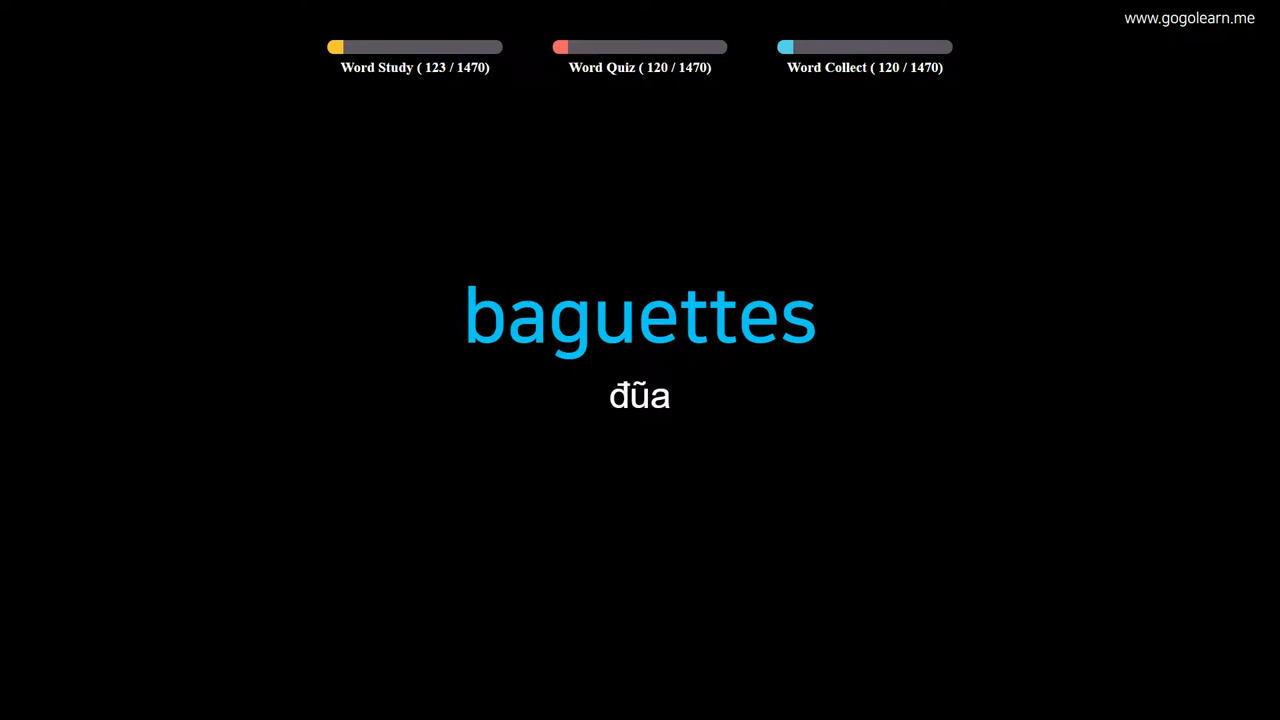 www.gogolearn.me
Word Study ( 123 / 1470)
Word Quiz ( 120 / 1470)
Word Collect ( 120 / 1470)
baguettes
đũa